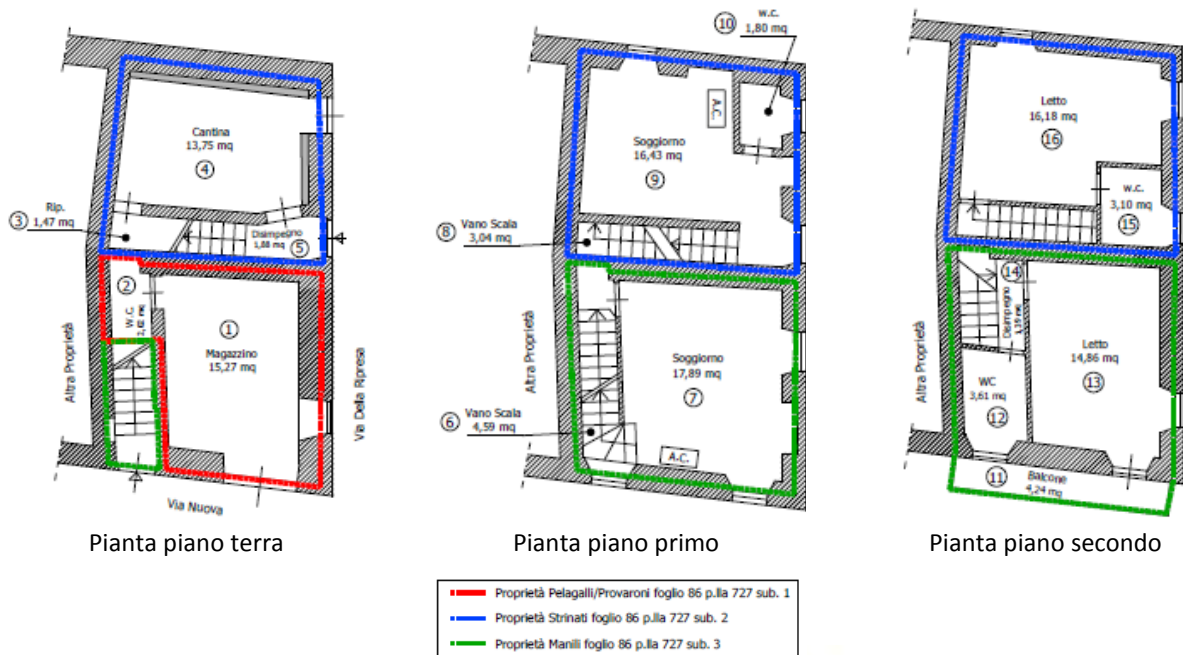 10
w.c.
1,80 mq
Cantina
13,75 mq
4
3
Rip.
1,47 mq
Disimpegno
1,88 mq
5
2
W.C.
1
Magazzino
15,27 mq
Altra Proprietà
Via Della Ripresa
Via Nuova
Pianta piano terra
A.C.
Soggiorno
16,43 mq
9
8
Vano Scala
3,04 mq
Altra Proprietà
Soggiorno
17,89 mq
7
6
Vano Scala
4,59 mq
A.C.
Pianta piano primo
Letto
16,18 mq
16
w.c.
3,10 mq
15
14
Disimpegno
Altra Proprietà
Letto
14,86 mq
13
WC
3,61 mq
12
11
Balcone
4,24 mq
Pianta piano secondo
Proprietà Pelagalli/Provaroni foglio 86 p.lla 727 sub. 1
Proprietà Strinati foglio 86 p.lla 727 sub. 2
Proprietà Manili foglio 86 p.lla 727 sub. 3